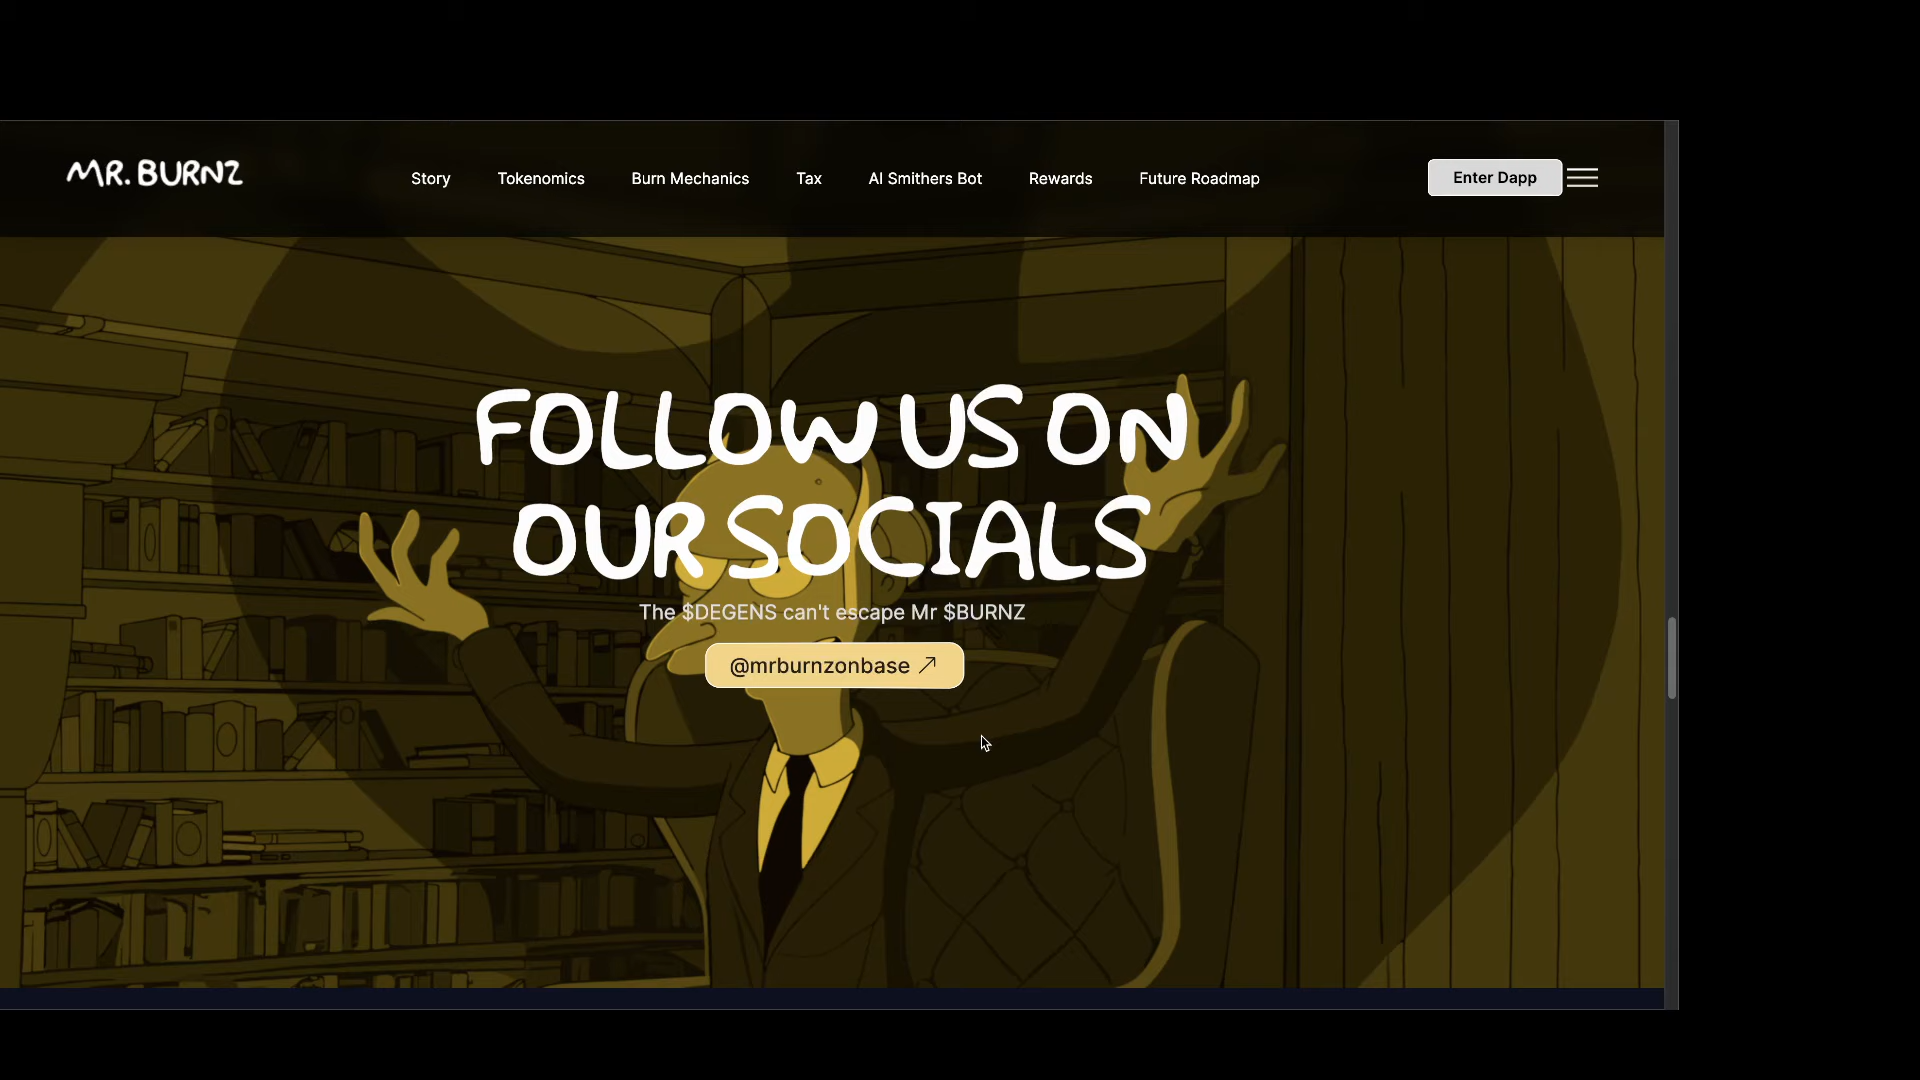 MR. BURNZ
Story Tokenomics Burn Mechanics Tax AI Smithers Bot Rewards Future Roadmap
Enter Dapp
FOLLOW US ON
OUR SOCIALS
The $DEGENS can't escape Mr $BURNZ
@mrburnzonbase ↗